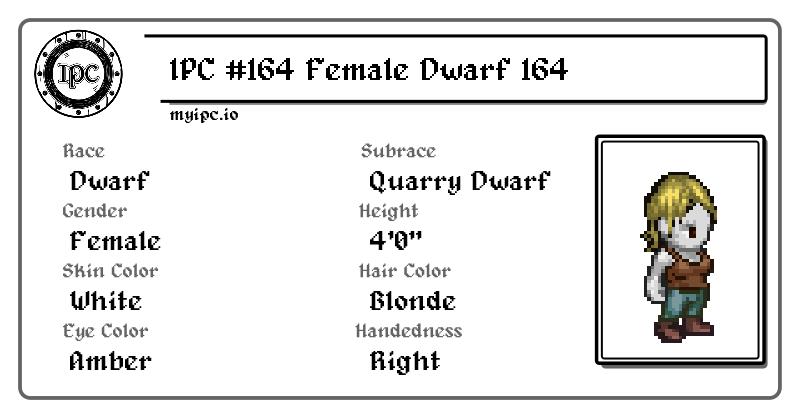 IPC
IPC #164 Female Dwarf 164
myipc.io
Race
Dwarf
Subrace
Quarry Dwarf
Gender
Female
Height
4'0"
Skin Color
White
Hair Color
Blonde
Eye Color
Amber
Handedness
Right